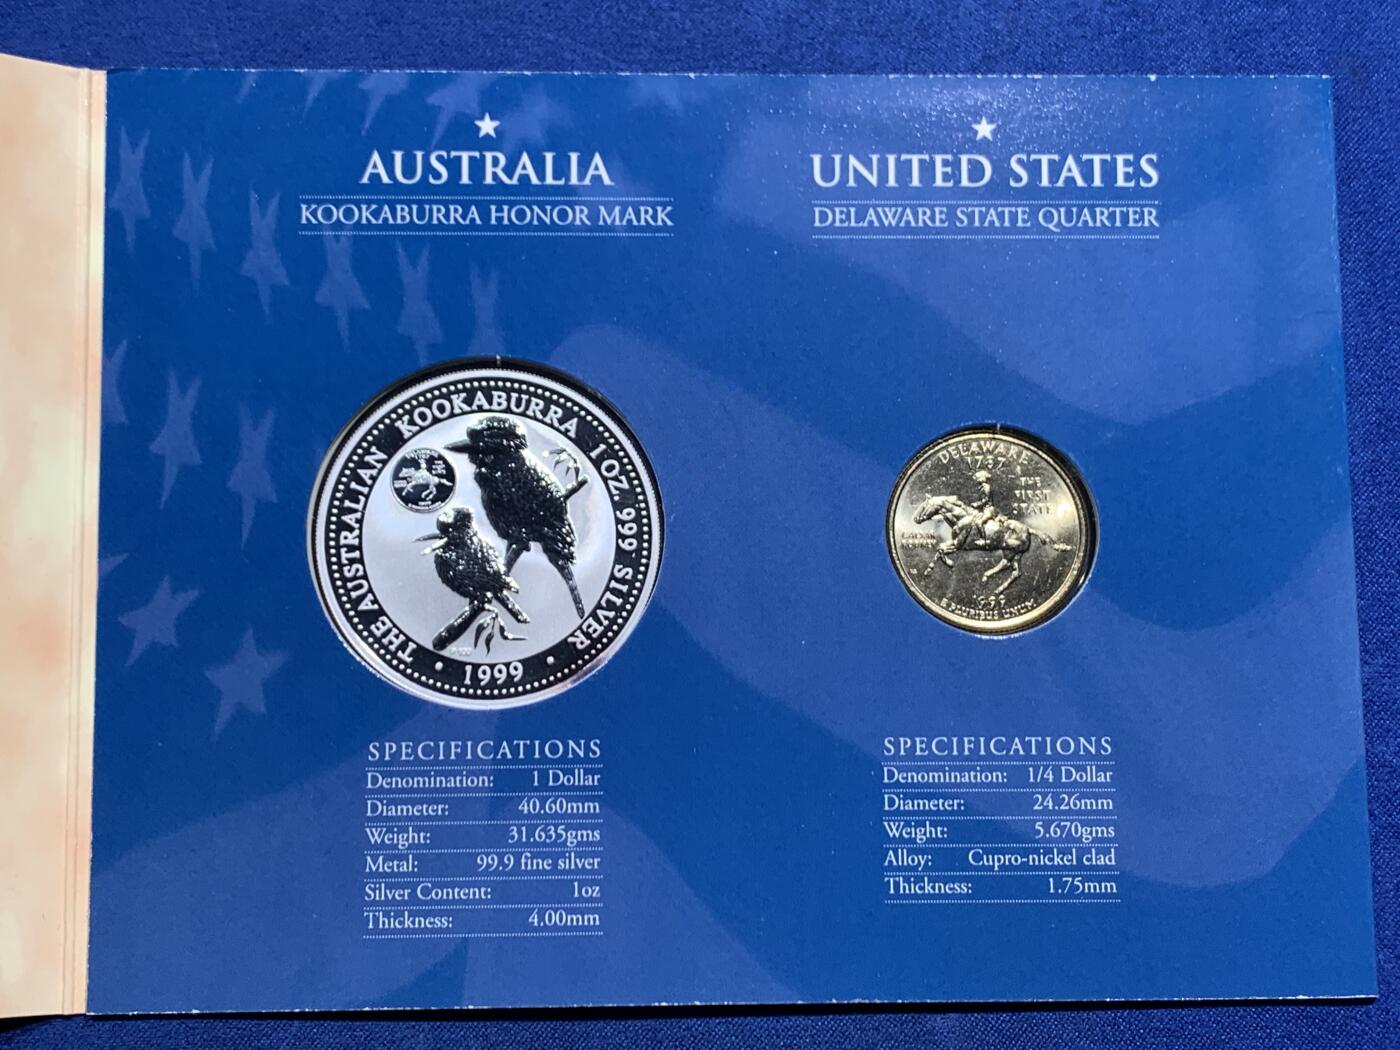 AUSTRALIA
KOOKABURRA HONOR MARK
THE AUSTRALIAN KOOKABURRA 1 OZ. 999 SILVER
• 1999 •
SPECIFICATIONS
Denomination: 1 Dollar
Diameter: 40.60mm
Weight: 31.635gms
Metal: 99.9 fine silver
Silver Content: 1oz
Thickness: 4.00mm
UNITED STATES
DELAWARE STATE QUARTER
DELAWARE
1787
THE
FIRST
STATE
CAESAR
RODNEY
1999
E PLURIBUS UNUM
SPECIFICATIONS
Denomination: 1/4 Dollar
Diameter: 24.26mm
Weight: 5.670gms
Alloy: Cupro-nickel clad
Thickness: 1.75mm